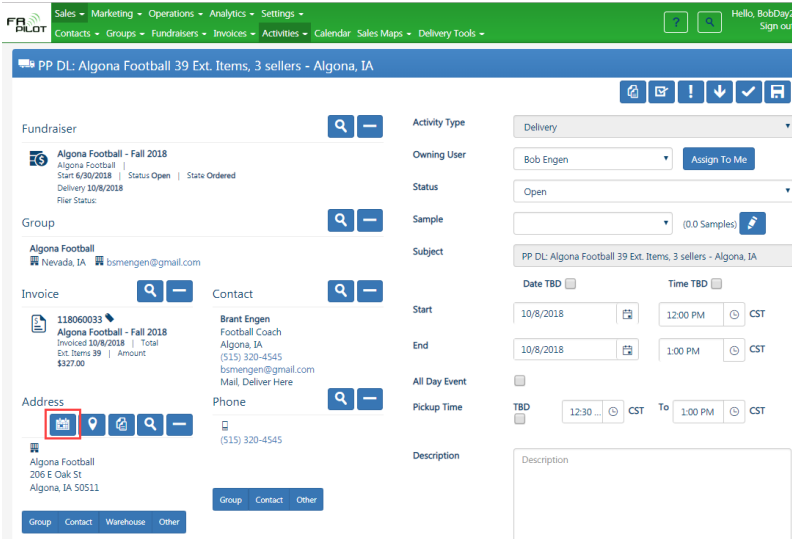 FA PILOT
Sales Marketing Operations Analytics Settings
Hello, BobDay2
Sign out
Contacts Groups Fundraisers Invoices Activities Calendar Sales Maps Delivery Tools
PP DL: Algona Football 39 Ext. Items, 3 sellers - Algona, IA
Fundraiser
Algona Football - Fall 2018
Algona Football |
Start 6/30/2018 | Status Open | State Ordered
Delivery 10/8/2018
Flier Status:
Group
Algona Football
Nevada, IA bsmengen@gmail.com
Invoice
118060033
Algona Football - Fall 2018
Invoiced 10/8/2018 | Total
Ext. Items 39 | Amount
$327.00
Contact
Brant Engen
Football Coach
Algona, IA
(515) 320-4545
bsmengen@gmail.com
Mail, Deliver Here
Address
Algona Football
206 E Oak St
Algona, IA 50511
Group Contact Warehouse Other
Phone
(515) 320-4545
Group Contact Other
Activity Type Delivery
Owning User Bob Engen Assign To Me
Status Open
Sample (0.0 Samples)
Subject PP DL: Algona Football 39 Ext. Items, 3 sellers - Algona, IA
Date TBD Time TBD
Start 10/8/2018 12:00 PM CST
End 10/8/2018 1:00 PM CST
All Day Event
Pickup Time TBD 12:30 ... CST To 1:00 PM CST
Description Description